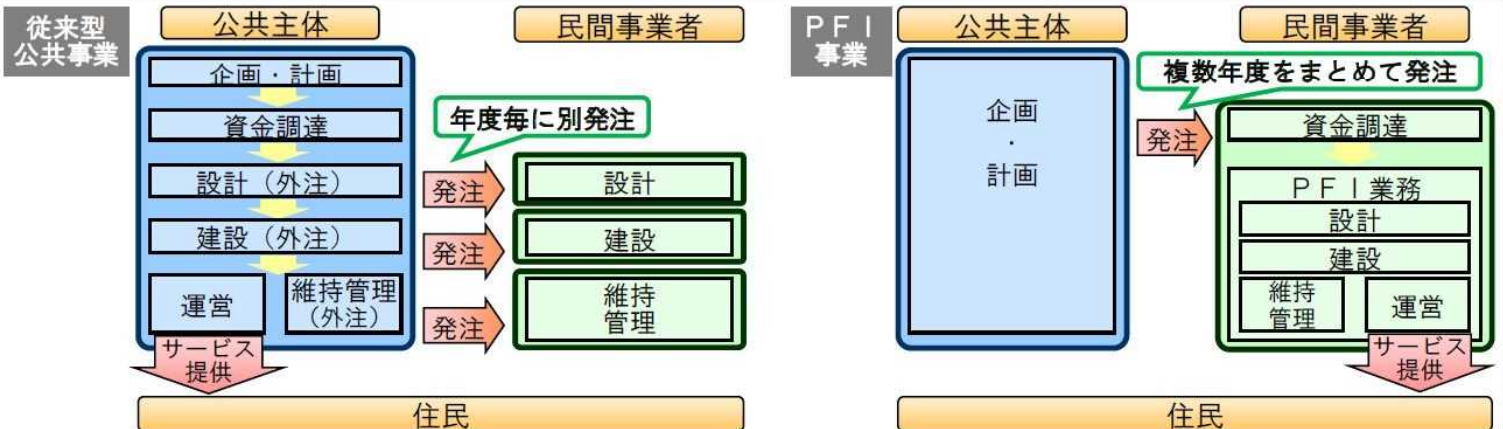 従来型
公共事業
公共主体
民間事業者
企画・計画
資金調達
設計（外注）
建設（外注）
運営
維持管理
（外注）
年度毎に別発注
発注
設計
発注
建設
発注
維持
管理
サービス
提供
住民
ＰＦＩ
事業
公共主体
民間事業者
企画
・
計画
複数年度をまとめて発注
発注
資金調達
ＰＦＩ業務
設計
建設
維持
管理
運営
サービス
提供
住民